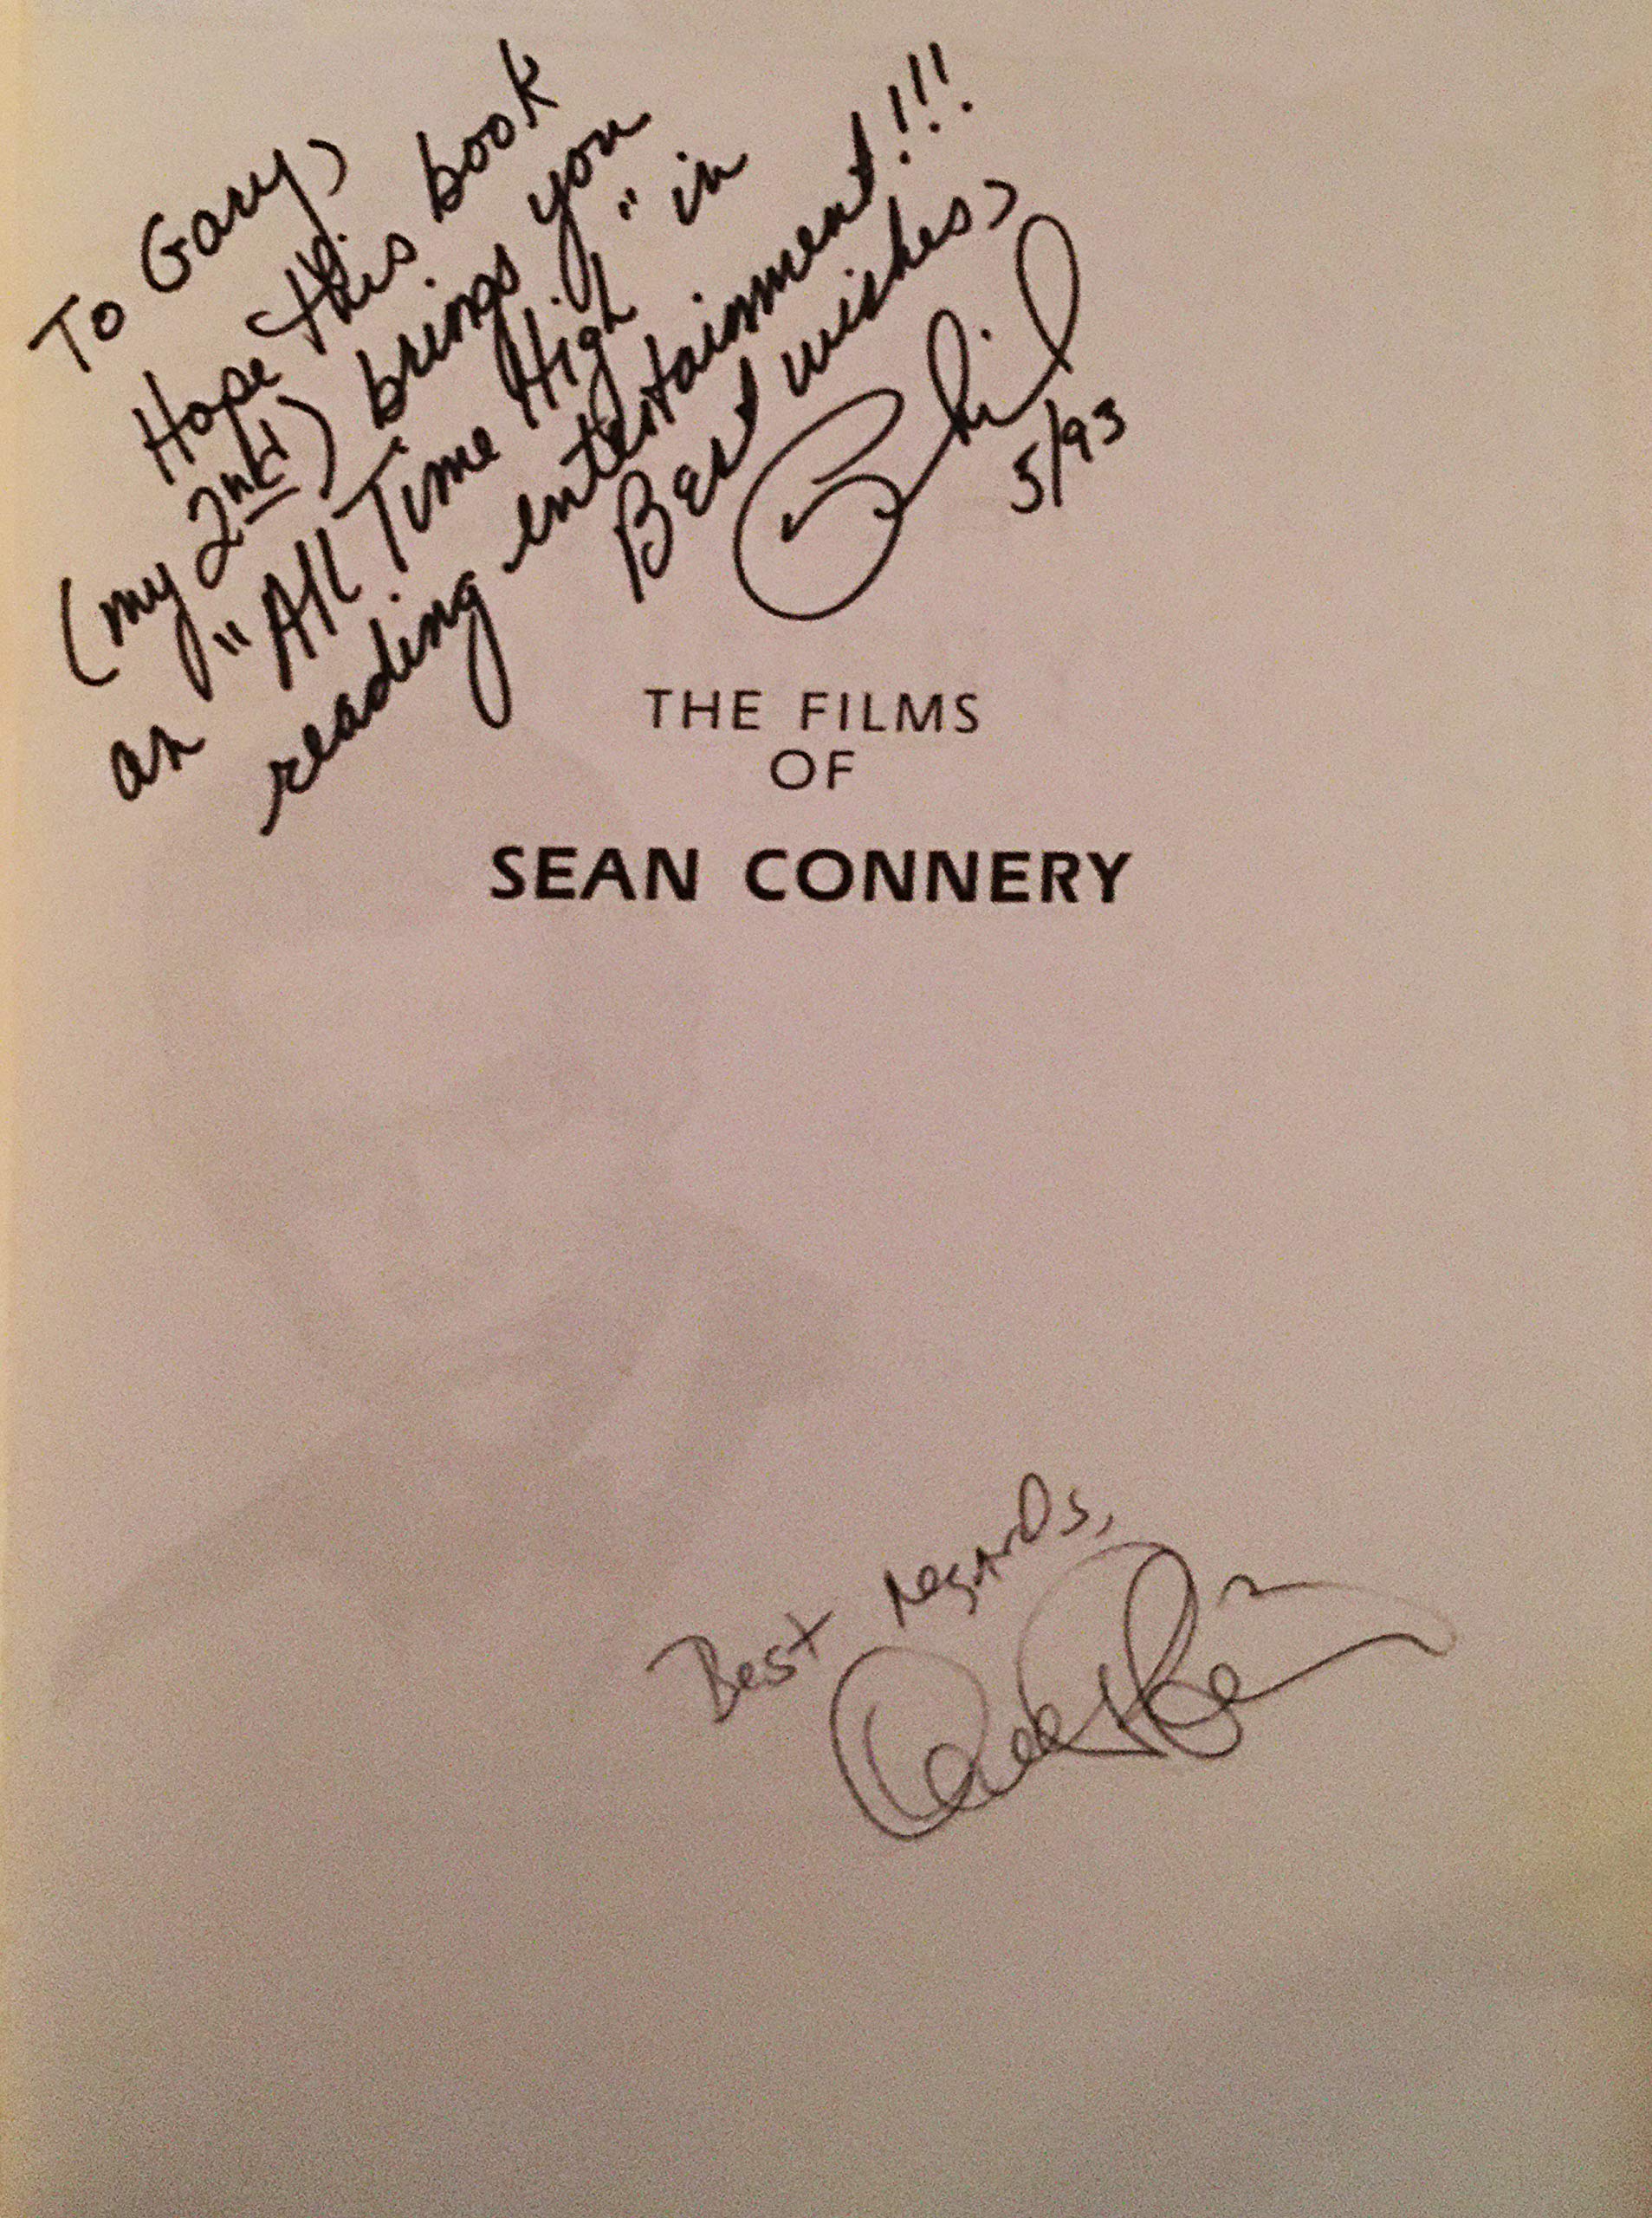 To Gary,
Hope this book
(my 2nd!) brings you
an "All Time High" in
reading entertainment!!!
Best wishes,
Phil
5/93
THE FILMS
OF
SEAN CONNERY
Best regards,